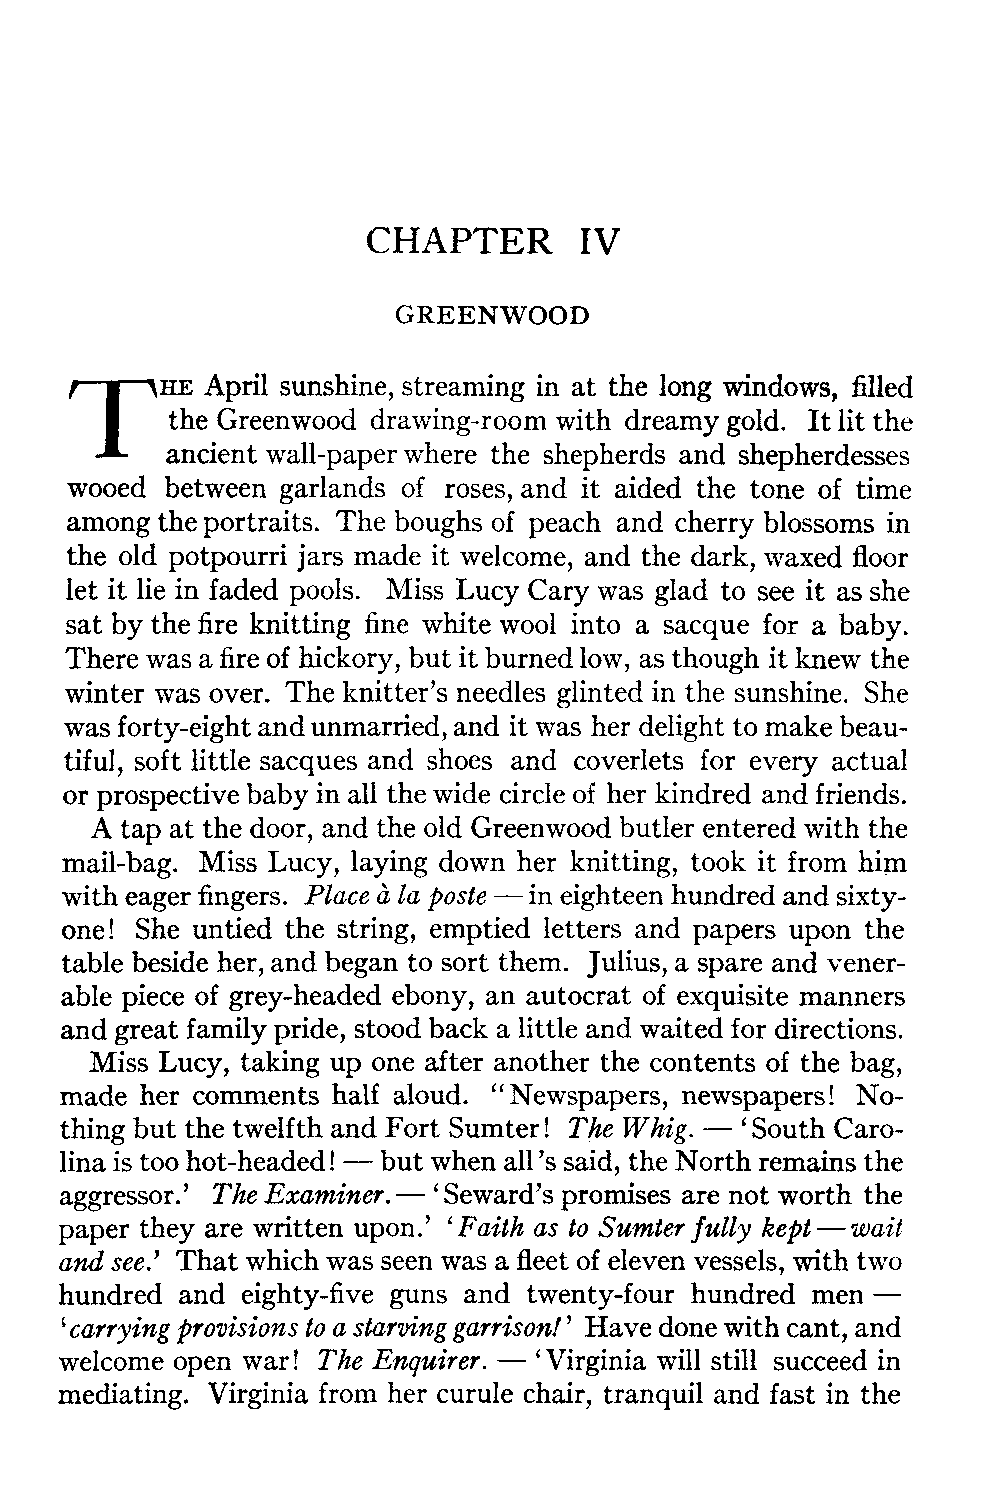 CHAPTER IV
GREENWOOD
THE April sunshine, streaming in at the long windows, filled
the Greenwood drawing-room with dreamy gold. It lit the
ancient wall-paper where the shepherds and shepherdesses
wooed between garlands of roses, and it aided the tone of time
among the portraits. The boughs of peach and cherry blossoms in
the old potpourri jars made it welcome, and the dark, waxed floor
let it lie in faded pools. Miss Lucy Cary was glad to see it as she
sat by the fire knitting fine white wool into a sacque for a baby.
There was a fire of hickory, but it burned low, as though it knew the
winter was over. The knitter's needles glinted in the sunshine. She
was forty-eight and unmarried, and it was her delight to make beau-
tiful, soft little sacques and shoes and coverlets for every actual
or prospective baby in all the wide circle of her kindred and friends.
A tap at the door, and the old Greenwood butler entered with the
mail-bag. Miss Lucy, laying down her knitting, took it from him
with eager fingers. Place à la poste — in eighteen hundred and sixty-
one! She untied the string, emptied letters and papers upon the
table beside her, and began to sort them. Julius, a spare and vener-
able piece of grey-headed ebony, an autocrat of exquisite manners
and great family pride, stood back a little and waited for directions.
Miss Lucy, taking up one after another the contents of the bag,
made her comments half aloud. "Newspapers, newspapers! No-
thing but the twelfth and Fort Sumter! The Whig. — 'South Caro-
lina is too hot-headed! — but when all's said, the North remains the
aggressor.' The Examiner. — 'Seward's promises are not worth the
paper they are written upon.' 'Faith as to Sumter fully kept — wait
and see.' That which was seen was a fleet of eleven vessels, with two
hundred and eighty-five guns and twenty-four hundred men —
'carrying provisions to a starving garrison!' Have done with cant, and
welcome open war! The Enquirer. — 'Virginia will still succeed in
mediating. Virginia from her curule chair, tranquil and fast in the